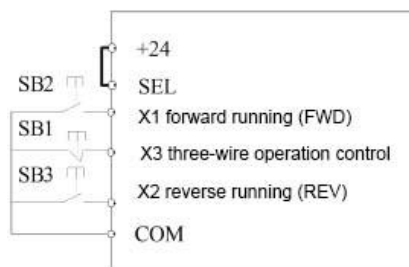 +24
SB2
SEL
X1 forward running (FWD)
SB1
X3 three-wire operation control
SB3
X2 reverse running (REV)
COM